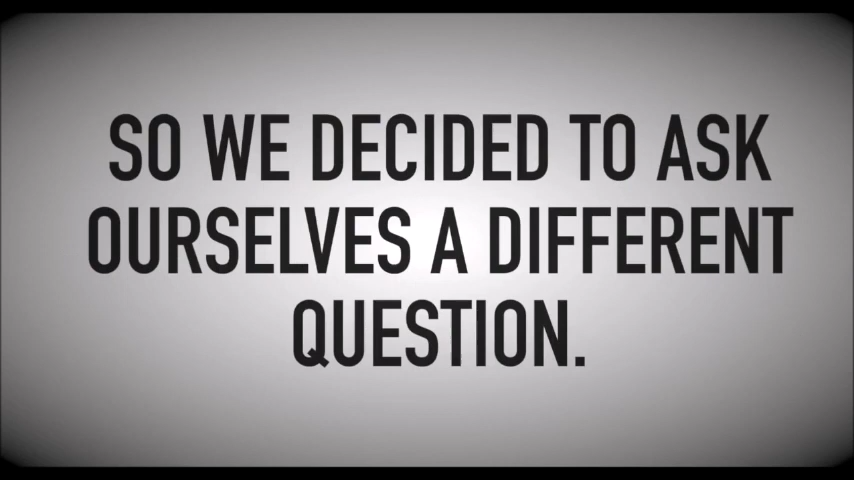 SO WE DECIDED TO ASK
OURSELVES A DIFFERENT
QUESTION.